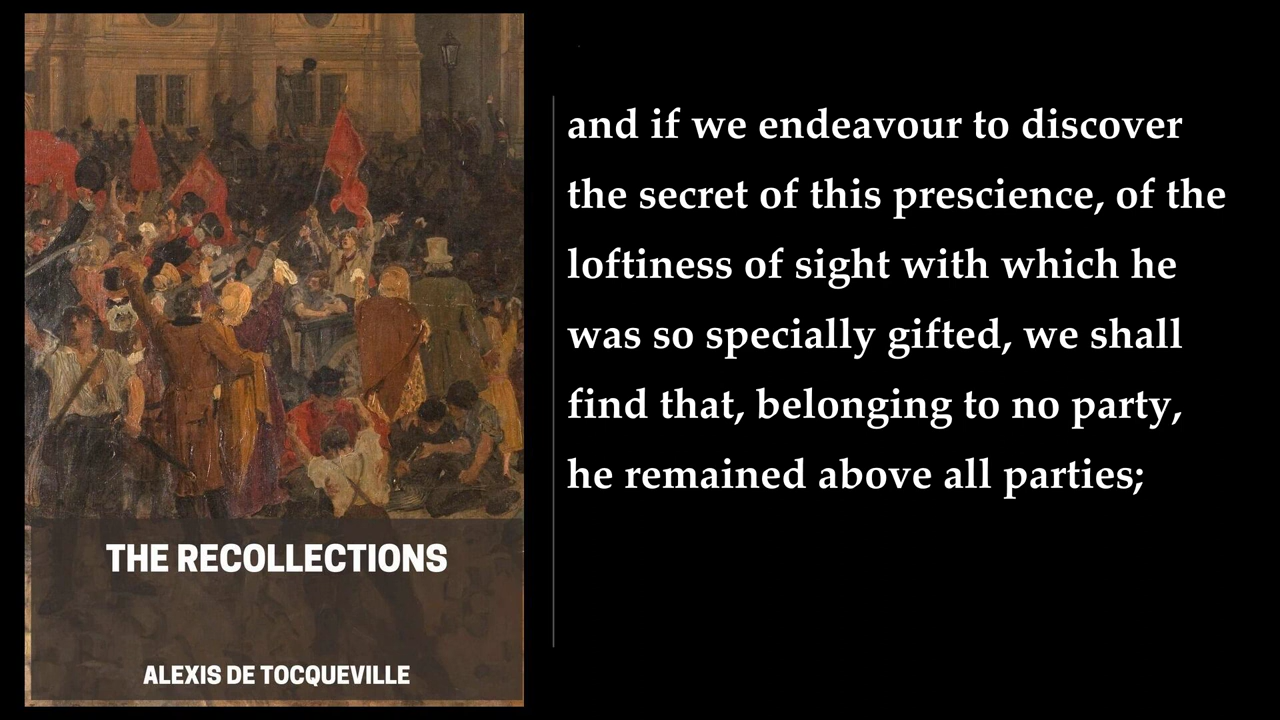 THE RECOLLECTIONS
ALEXIS DE TOCQUEVILLE
and if we endeavour to discover
the secret of this prescience, of the
loftiness of sight with which he
was so specially gifted, we shall
find that, belonging to no party,
he remained above all parties;